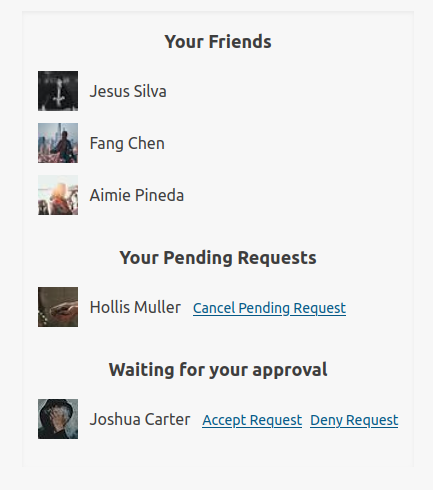 Your Friends
Jesus Silva
Fang Chen
Aimie Pineda
Your Pending Requests
Hollis Muller Cancel Pending Request
Waiting for your approval
Joshua Carter Accept Request Deny Request